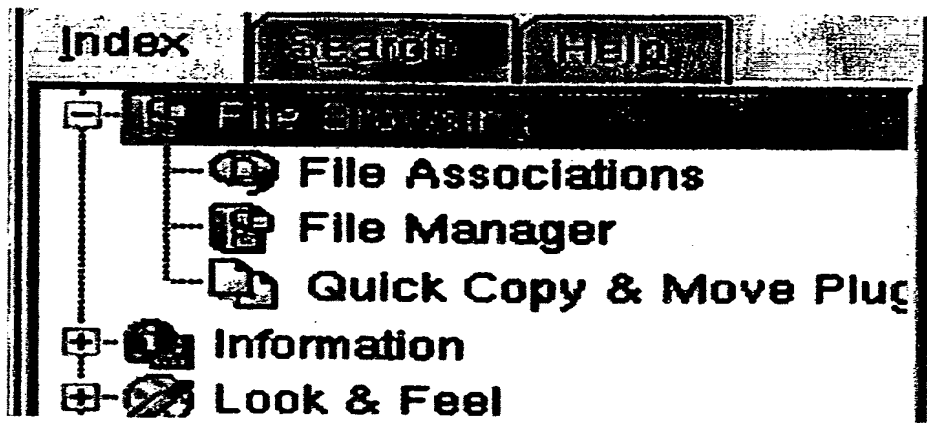 Index Search Help
File Browsing
File Associations
File Manager
Quick Copy & Move Plug
Information
Look & Feel